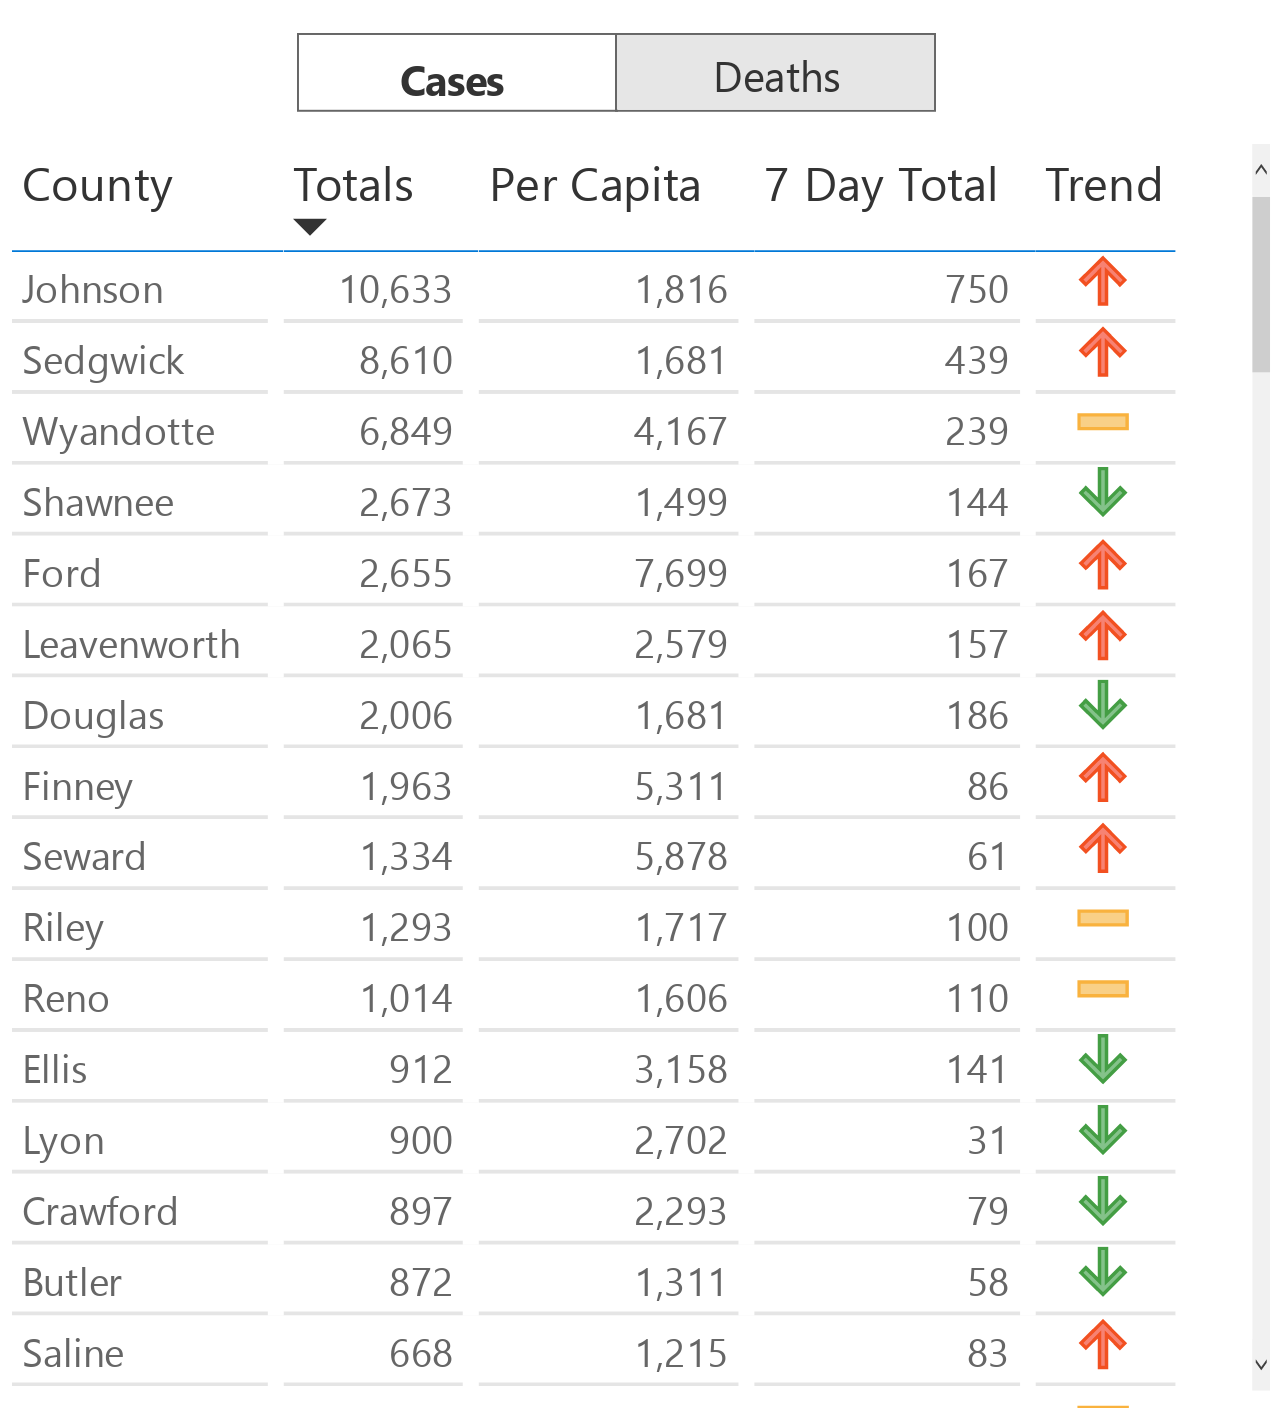 Cases Deaths
County Totals Per Capita 7 Day Total Trend
Johnson 10,633 1,816 750
Sedgwick 8,610 1,681 439
Wyandotte 6,849 4,167 239
Shawnee 2,673 1,499 144
Ford 2,655 7,699 167
Leavenworth 2,065 2,579 157
Douglas 2,006 1,681 186
Finney 1,963 5,311 86
Seward 1,334 5,878 61
Riley 1,293 1,717 100
Reno 1,014 1,606 110
Ellis 912 3,158 141
Lyon 900 2,702 31
Crawford 897 2,293 79
Butler 872 1,311 58
Saline 668 1,215 83